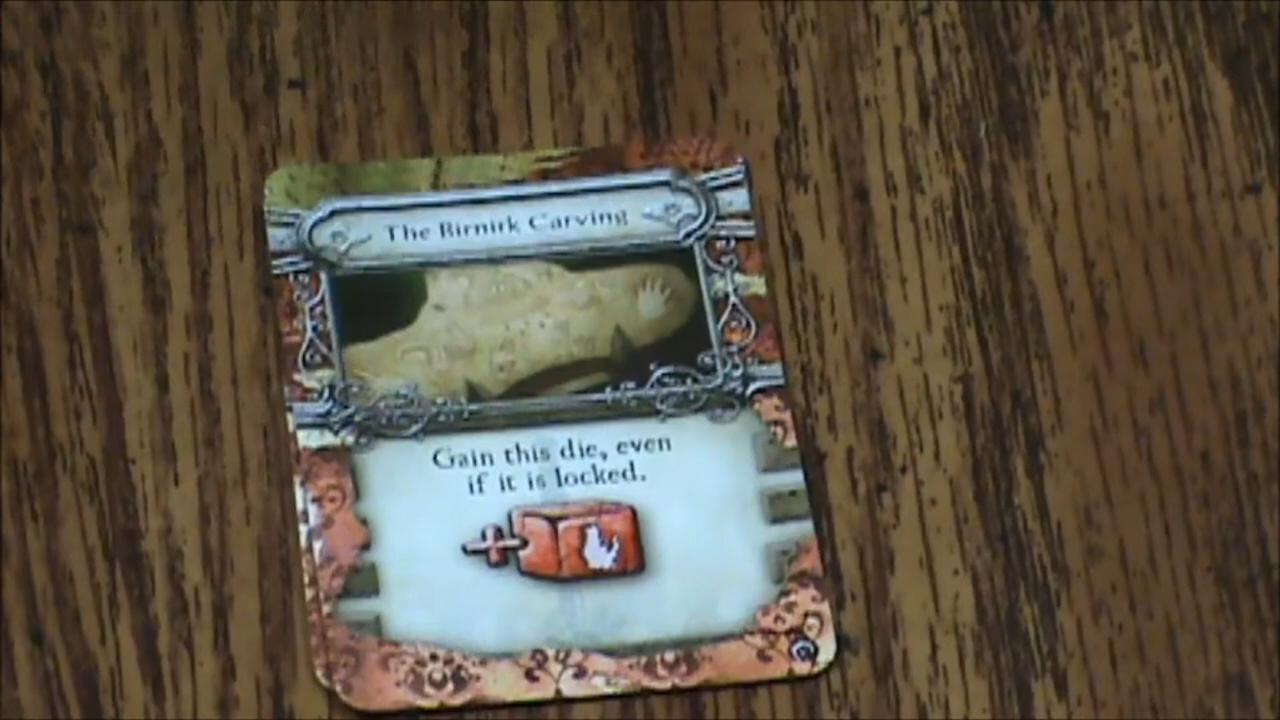 The Birnirk Carving
Gain this die, even
if it is locked.